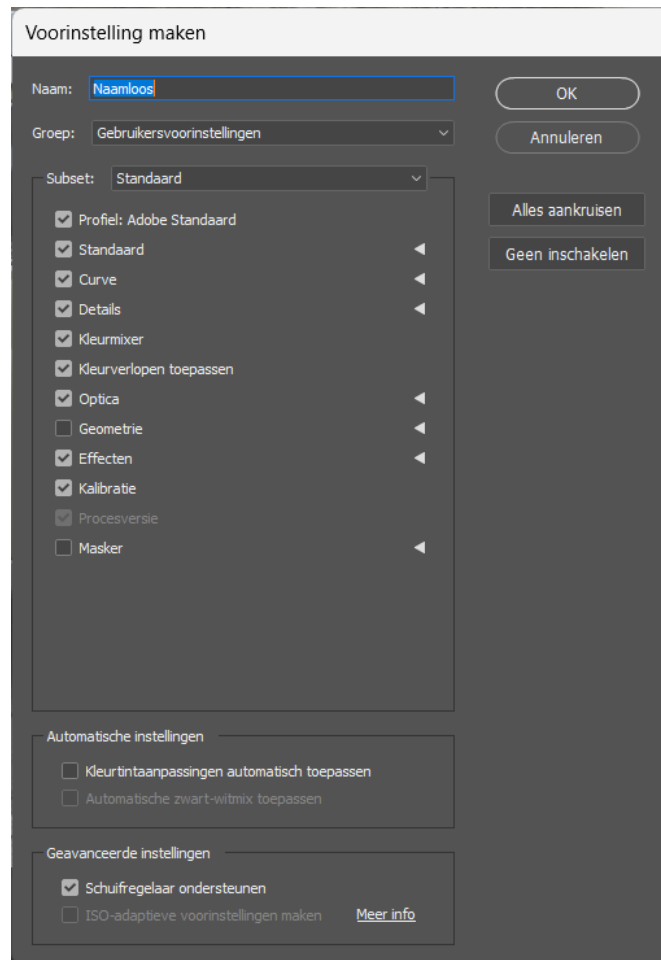 Voorinstelling maken
Naam: Naamloos
OK
Groep: Gebruikersvoorinstellingen
Annuleren
Subset: Standaard
Alles aankruisen
Geen inschakelen
Profiel: Adobe Standaard
Standaard
Curve
Details
Kleurmixer
Kleurverlopen toepassen
Optica
Geometrie
Effecten
Kalibratie
Procesversie
Masker
Automatische instellingen
Kleurtintaanpassingen automatisch toepassen
Automatische zwart-witmix toepassen
Geavanceerde instellingen
Schuifregelaar ondersteunen
ISO-adaptieve voorinstellingen maken Meer info